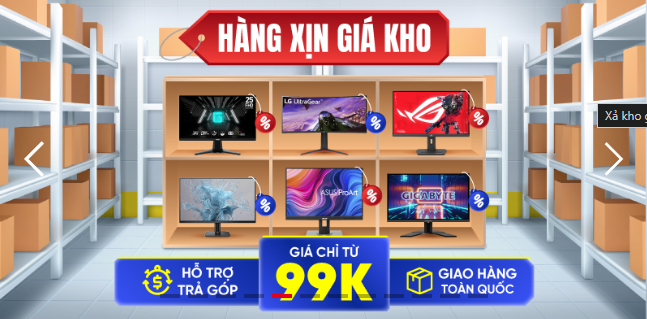 HÀNG XỊN GIÁ KHO
LG UltraGear
Xả kho g
ASUS ProArt
GIGABYTE
%
%
%
%
%
%
GIÁ CHỈ TỪ
99K
HỖ TRỢ
TRẢ GÓP
GIAO HÀNG
TOÀN QUỐC